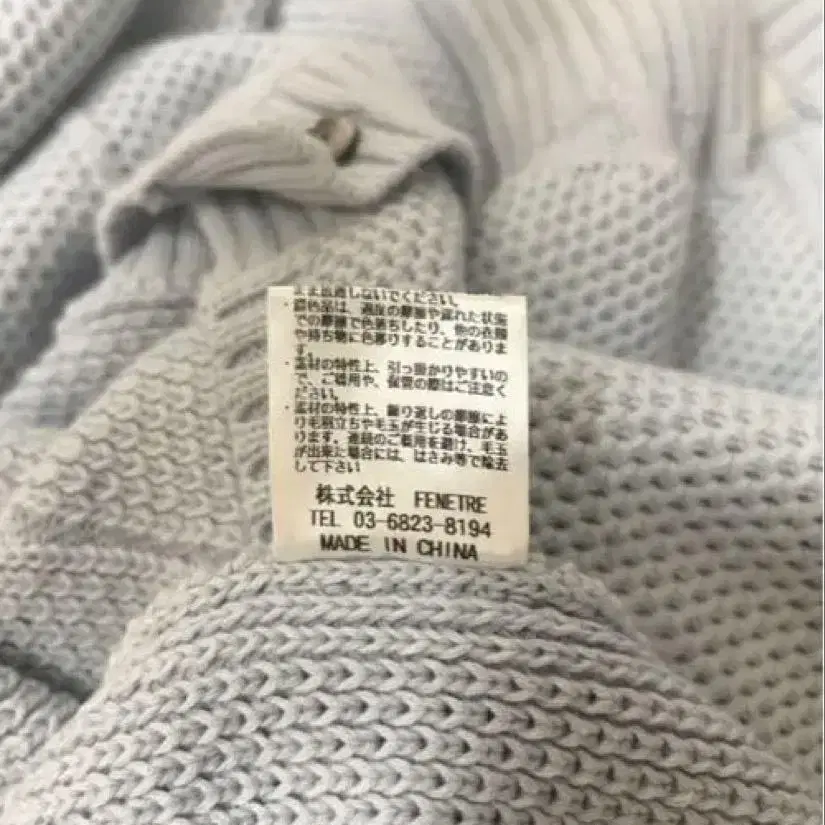 まま放置しないでください。
・濃色品は、過度の摩擦や濡れた状態
での摩擦で色落ちしたり、他の衣類
や持ち物に色移りすることがありま
す。
・素材の特性上、引っ掛かりやすいの
で、ご着用や、保管の際はご注意く
ださい。
・素材の特性上、繰り返しの摩擦によ
り毛羽立ちや毛玉が生じる場合があ
ります。連続のご着用を避け、毛玉
が出来た場合には、はさみ等で除去
して下さい
株式会社 FENETRE
TEL 03-6823-8194
MADE IN CHINA